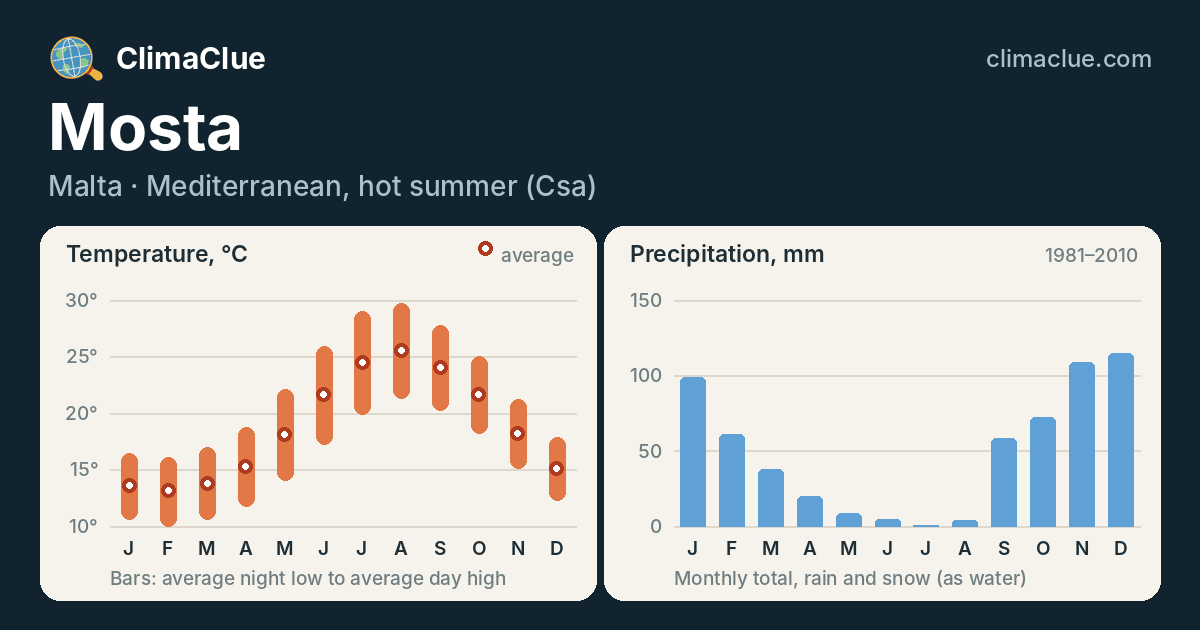 ClimaClue
climaclue.com
Mosta
Malta · Mediterranean, hot summer (Csa)
Temperature, °C
average
30°
25°
20°
15°
10°
J F M A M J J A S O N D
Bars: average night low to average day high
Precipitation, mm
1981–2010
150
100
50
0
J F M A M J J A S O N D
Monthly total, rain and snow (as water)